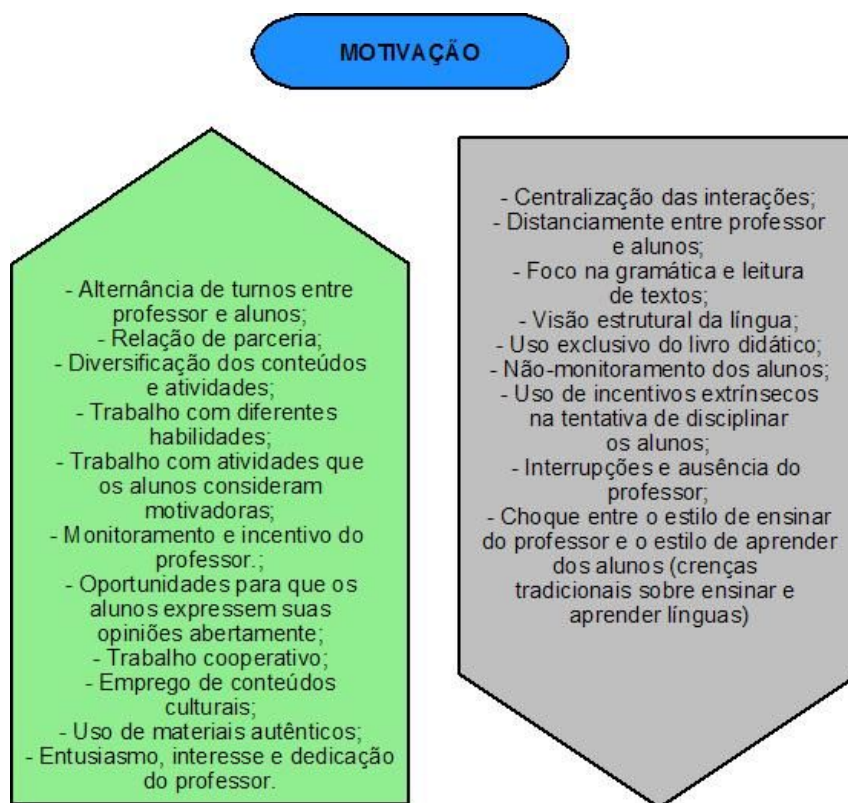 MOTIVAÇÃO
- Alternância de turnos entre
professor e alunos;
- Relação de parceria;
- Diversificação dos conteúdos
e atividades;
- Trabalho com diferentes
habilidades;
- Trabalho com atividades que
os alunos consideram
motivadoras;
- Monitoramento e incentivo do
professor.;
- Oportunidades para que os
alunos expressem suas
opiniões abertamente;
- Trabalho cooperativo;
- Emprego de conteúdos
culturais;
- Uso de materiais autênticos;
- Entusiasmo, interesse e dedicação
do professor.
- Centralização das interações;
- Distanciamente entre professor
e alunos;
- Foco na gramática e leitura
de textos;
- Visão estrutural da língua;
- Uso exclusivo do livro didático;
- Não-monitoramento dos alunos;
- Uso de incentivos extrínsecos
na tentativa de disciplinar
os alunos;
- Interrupções e ausência do
professor;
- Choque entre o estilo de ensinar
do professor e o estilo de aprender
dos alunos (crenças
tradicionais sobre ensinar e
aprender línguas)